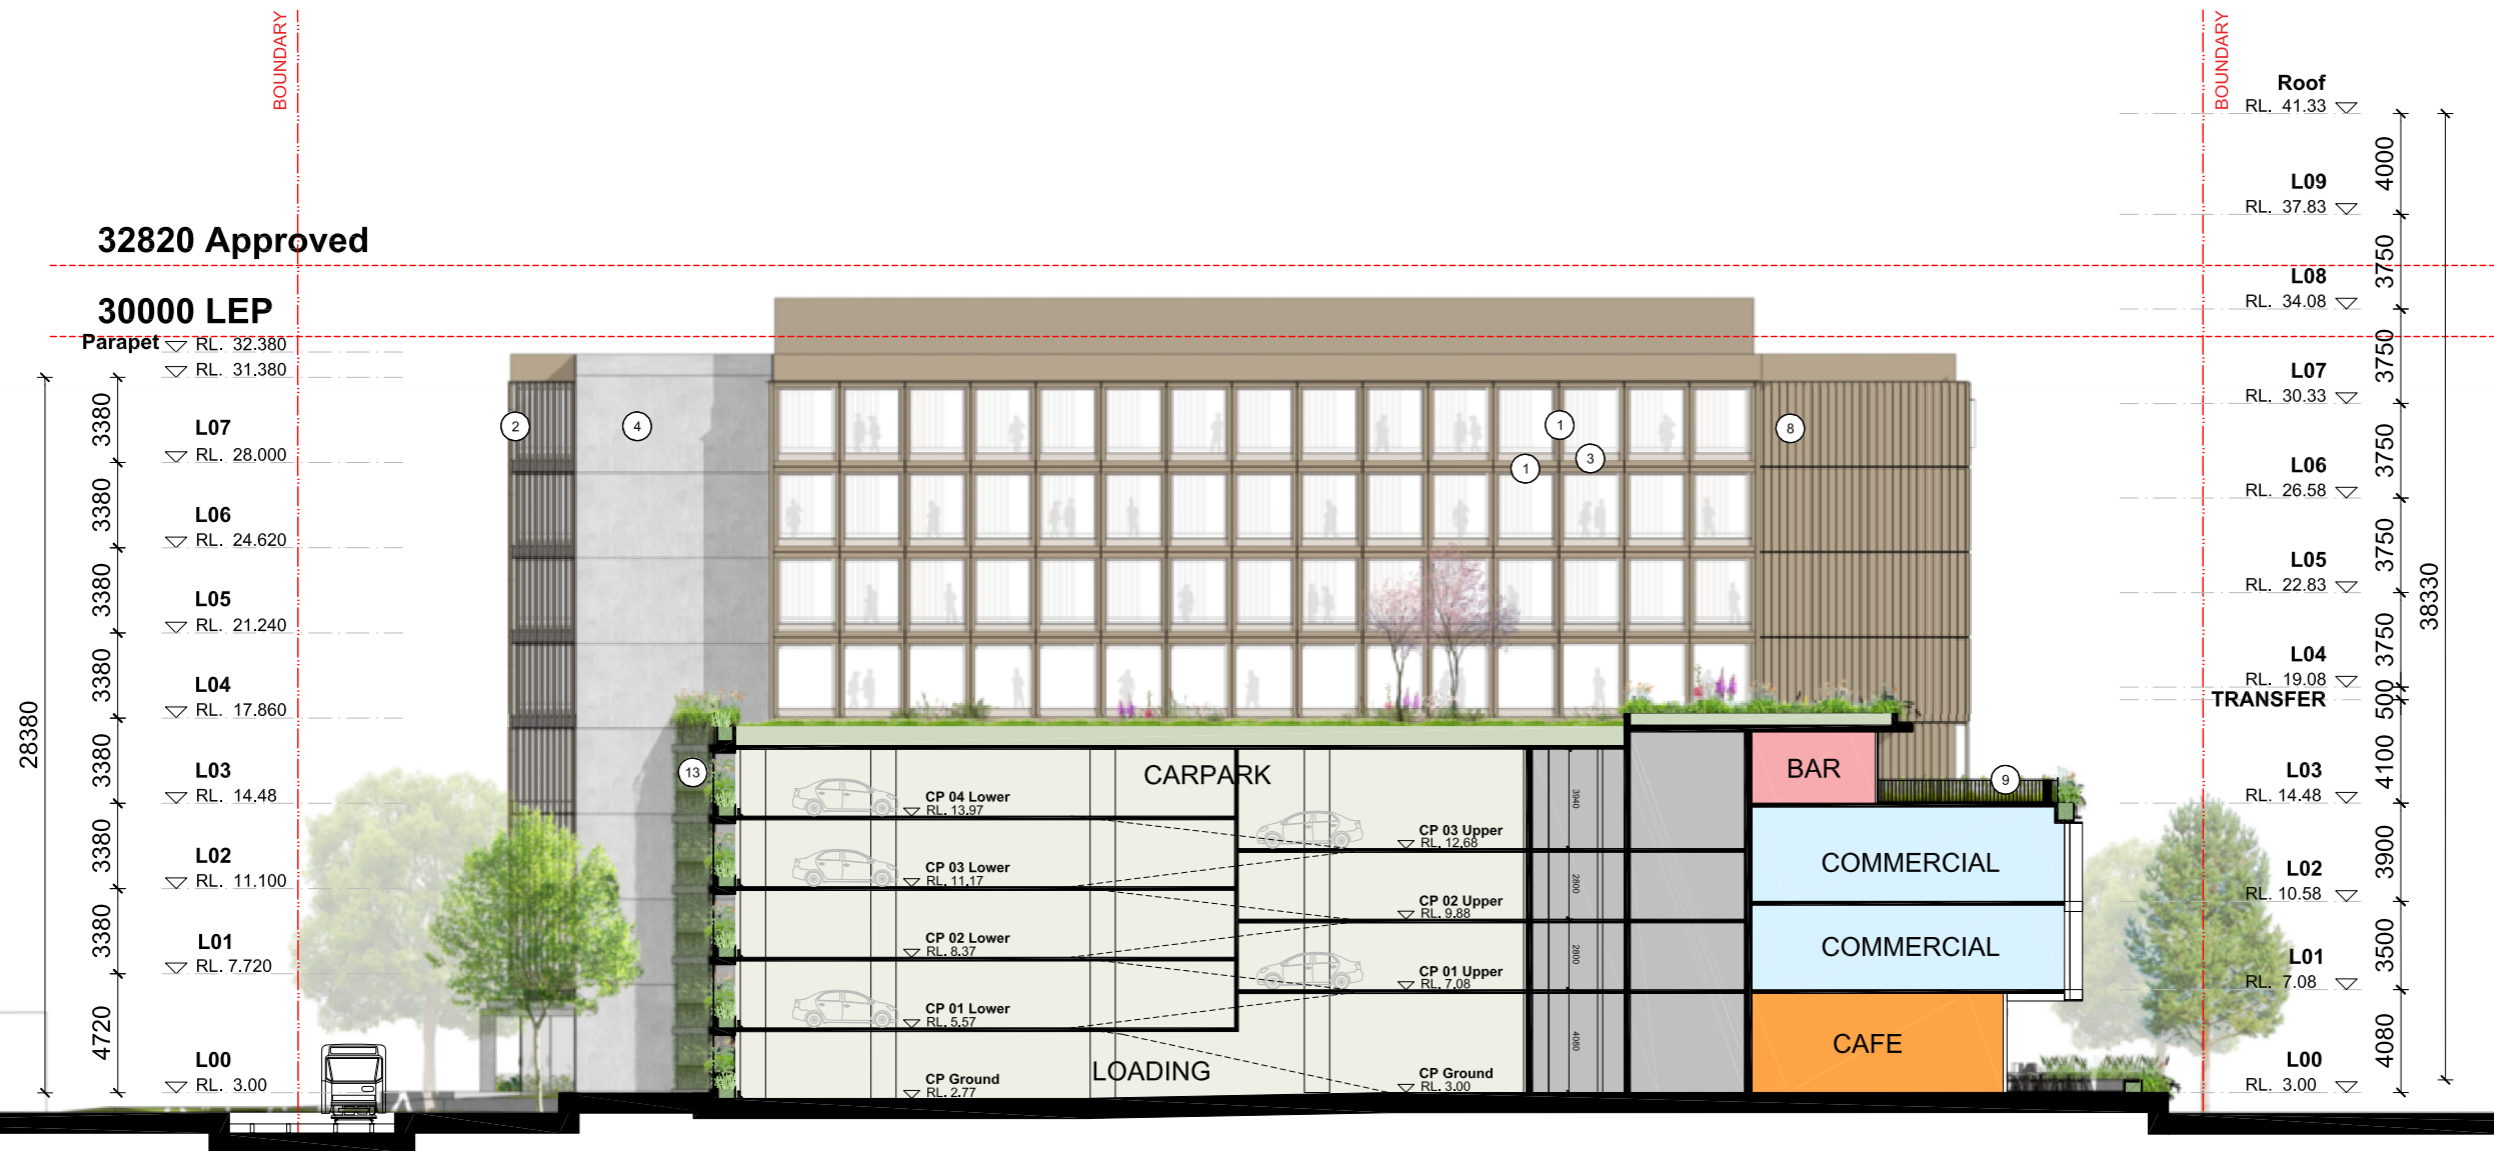 BOUNDARY
BOUNDARY
32820 Approved
30000 LEP
Parapet RL. 32.380
RL. 31.380
L07
RL. 28.000
L06
RL. 24.620
L05
RL. 21.240
L04
RL. 17.860
L03
RL. 14.48
L02
RL. 11.100
L01
RL. 7.720
L00
RL. 3.00
28380
3380
3380
3380
3380
3380
3380
3380
4720
2
4
1
1
3
8
13
9
CARPARK
CP 04 Lower
RL. 13.97
CP 03 Lower
RL. 11.17
CP 02 Lower
RL. 8.37
CP 01 Lower
RL. 5.57
CP Ground
RL. 2.77
LOADING
CP 03 Upper
RL. 12.68
CP 02 Upper
RL. 9.88
CP 01 Upper
RL. 7.08
CP Ground
RL. 3.00
3940
2800
2800
4080
BAR
COMMERCIAL
COMMERCIAL
CAFE
Roof
RL. 41.33
L09
RL. 37.83
L08
RL. 34.08
L07
RL. 30.33
L06
RL. 26.58
L05
RL. 22.83
L04
RL. 19.08
TRANSFER
L03
RL. 14.48
L02
RL. 10.58
L01
RL. 7.08
L00
RL. 3.00
4000
3750
3750
3750
3750
3750
500
4100
3900
3500
4080
38330